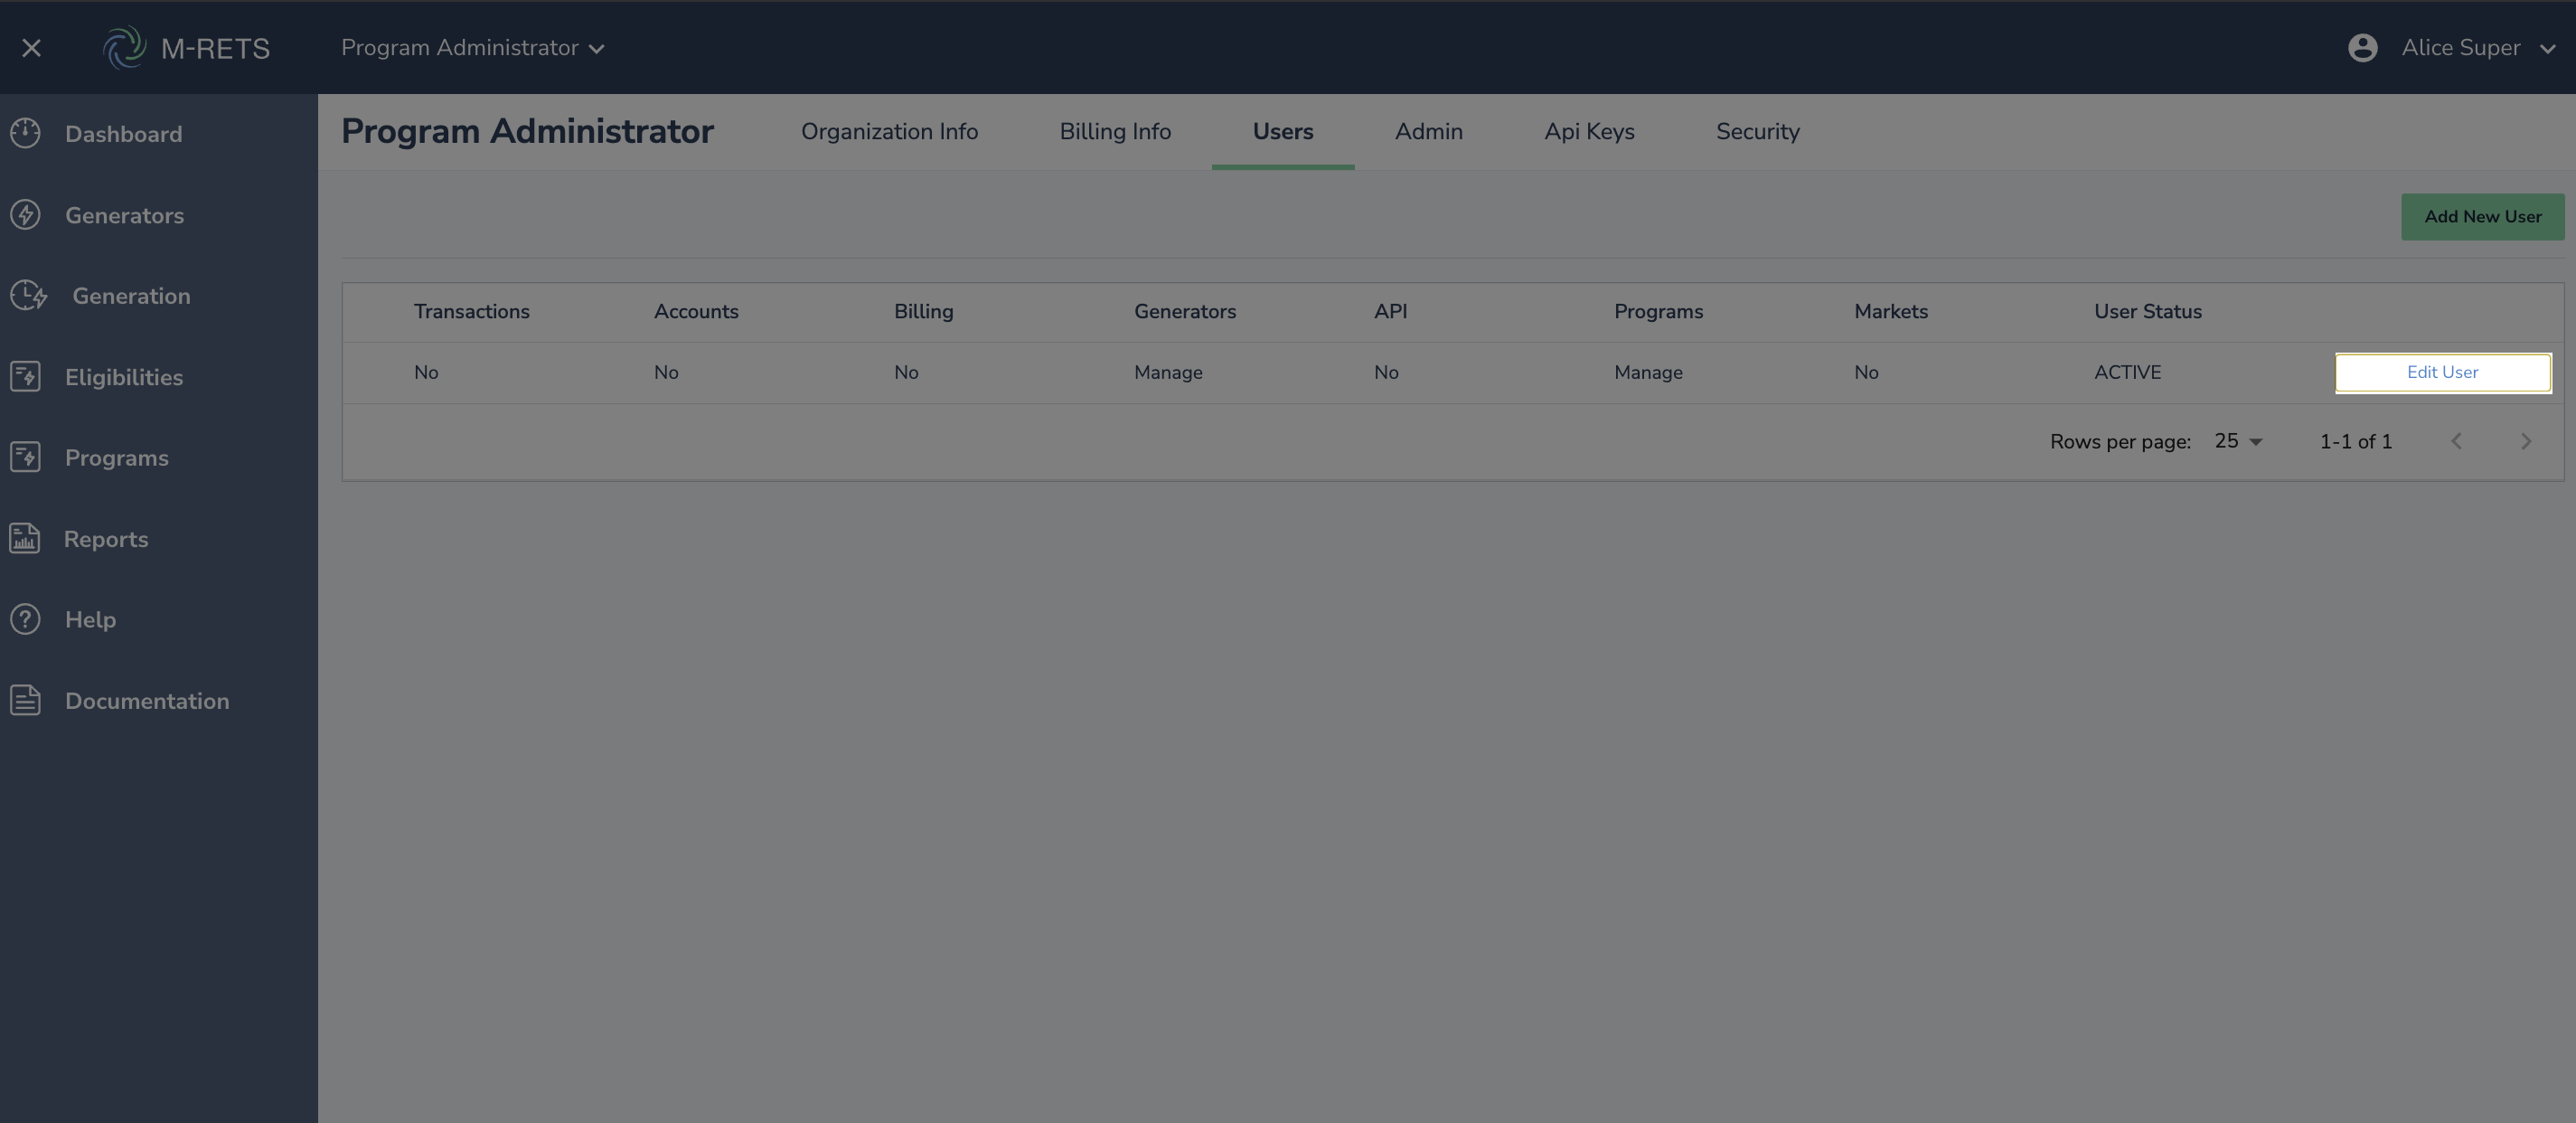 M-RETS
Program Administrator
Alice Super
Dashboard
Generators
Generation
Eligibilities
Programs
Reports
Help
Documentation
Program Administrator
Organization Info
Billing Info
Users
Admin
Api Keys
Security
Add New User
Transactions Accounts Billing Generators API Programs Markets User Status
No No No Manage No Manage No ACTIVE Edit User
Rows per page: 25 1-1 of 1